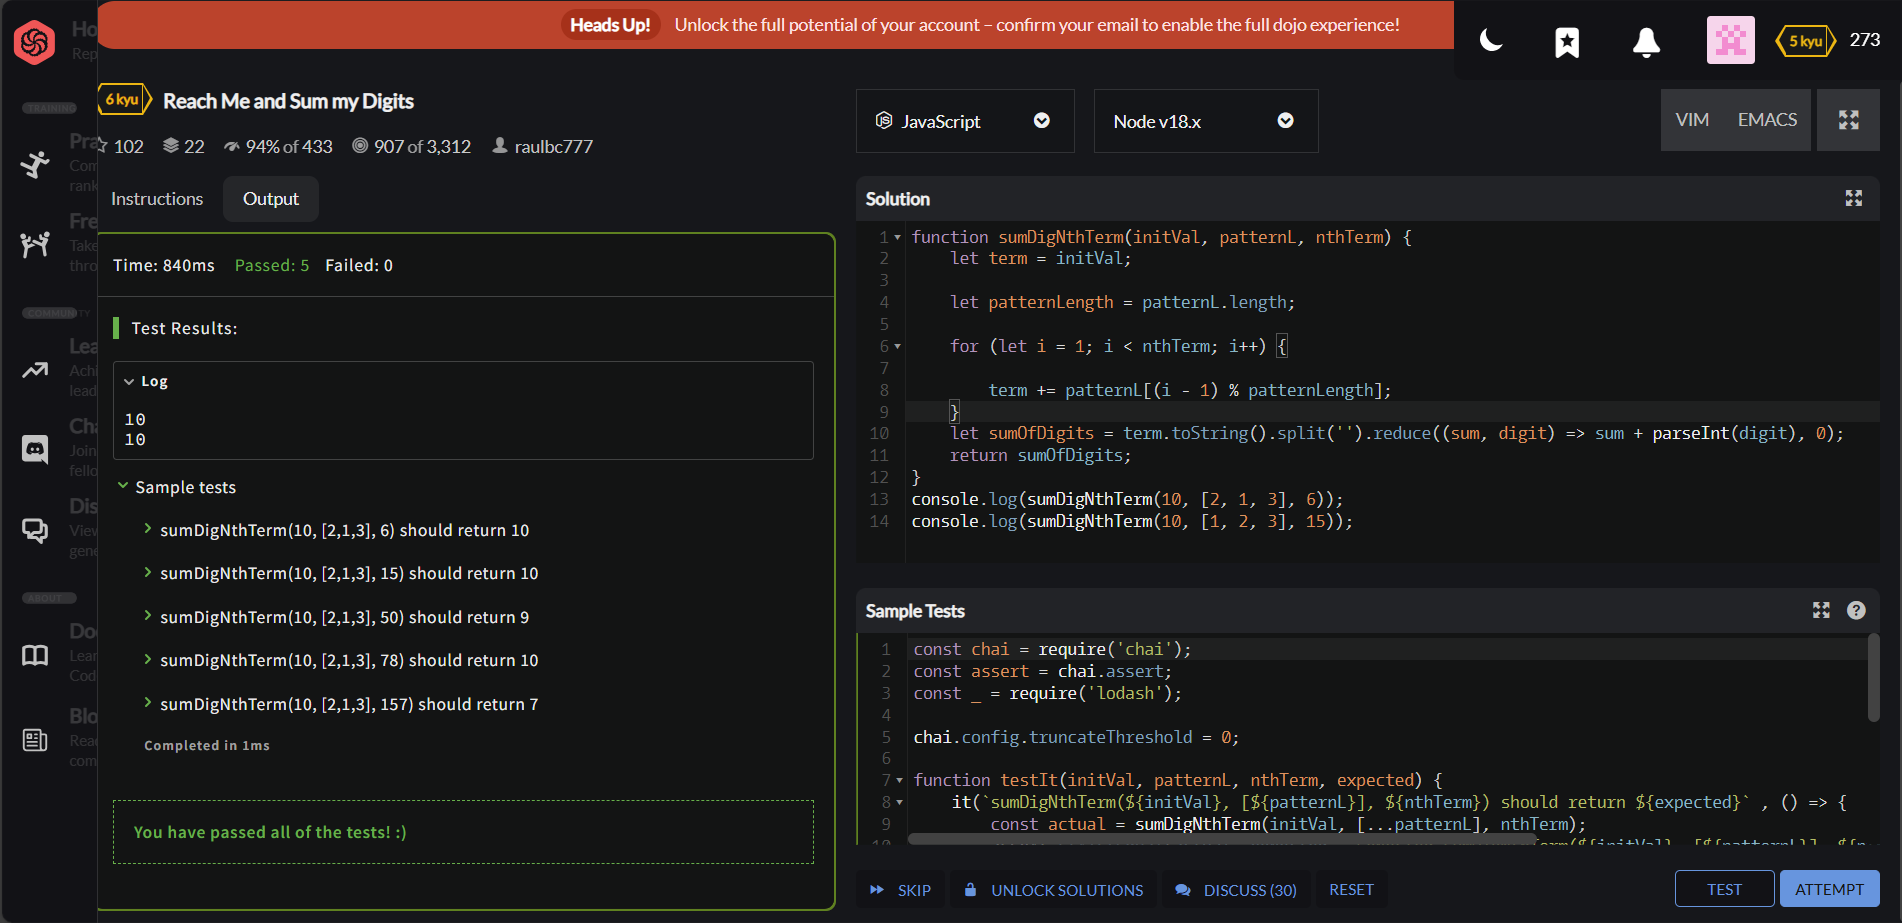 Heads Up! Unlock the full potential of your account – confirm your email to enable the full dojo experience!
5 kyu 273
Ho
Rep
TRAINING
Pra
Com
rank
Fre
Take
thro
COMMUNITY
Lea
Achi
lead
Cha
Join
fello
Dis
View
gene
ABOUT
Do
Lear
Cod
Blo
Read
com
6 kyu Reach Me and Sum my Digits
102 22 94% of 433 907 of 3,312 raulbc777
Instructions Output
Time: 840ms Passed: 5 Failed: 0
Test Results:
Log
10
10
Sample tests
sumDigNthTerm(10, [2,1,3], 6) should return 10
sumDigNthTerm(10, [2,1,3], 15) should return 10
sumDigNthTerm(10, [2,1,3], 50) should return 9
sumDigNthTerm(10, [2,1,3], 78) should return 10
sumDigNthTerm(10, [2,1,3], 157) should return 7
Completed in 1ms
You have passed all of the tests! :)
JavaScript Node v18.x VIM EMACS
Solution
1 function sumDigNthTerm(initVal, patternL, nthTerm) {
2 let term = initVal;
3
4 let patternLength = patternL.length;
5
6 for (let i = 1; i < nthTerm; i++) {
7
8 term += patternL[(i - 1) % patternLength];
9 }
10 let sumOfDigits = term.toString().split('').reduce((sum, digit) => sum + parseInt(digit), 0);
11 return sumOfDigits;
12 }
13 console.log(sumDigNthTerm(10, [2, 1, 3], 6));
14 console.log(sumDigNthTerm(10, [1, 2, 3], 15));
Sample Tests
1 const chai = require('chai');
2 const assert = chai.assert;
3 const _ = require('lodash');
4
5 chai.config.truncateThreshold = 0;
6
7 function testIt(initVal, patternL, nthTerm, expected) {
8 it(`sumDigNthTerm(${initVal}, [${patternL}], ${nthTerm}) should return ${expected}` , () => {
9 const actual = sumDigNthTerm(initVal, [...patternL], nthTerm);
SKIP UNLOCK SOLUTIONS DISCUSS (30) RESET TEST ATTEMPT